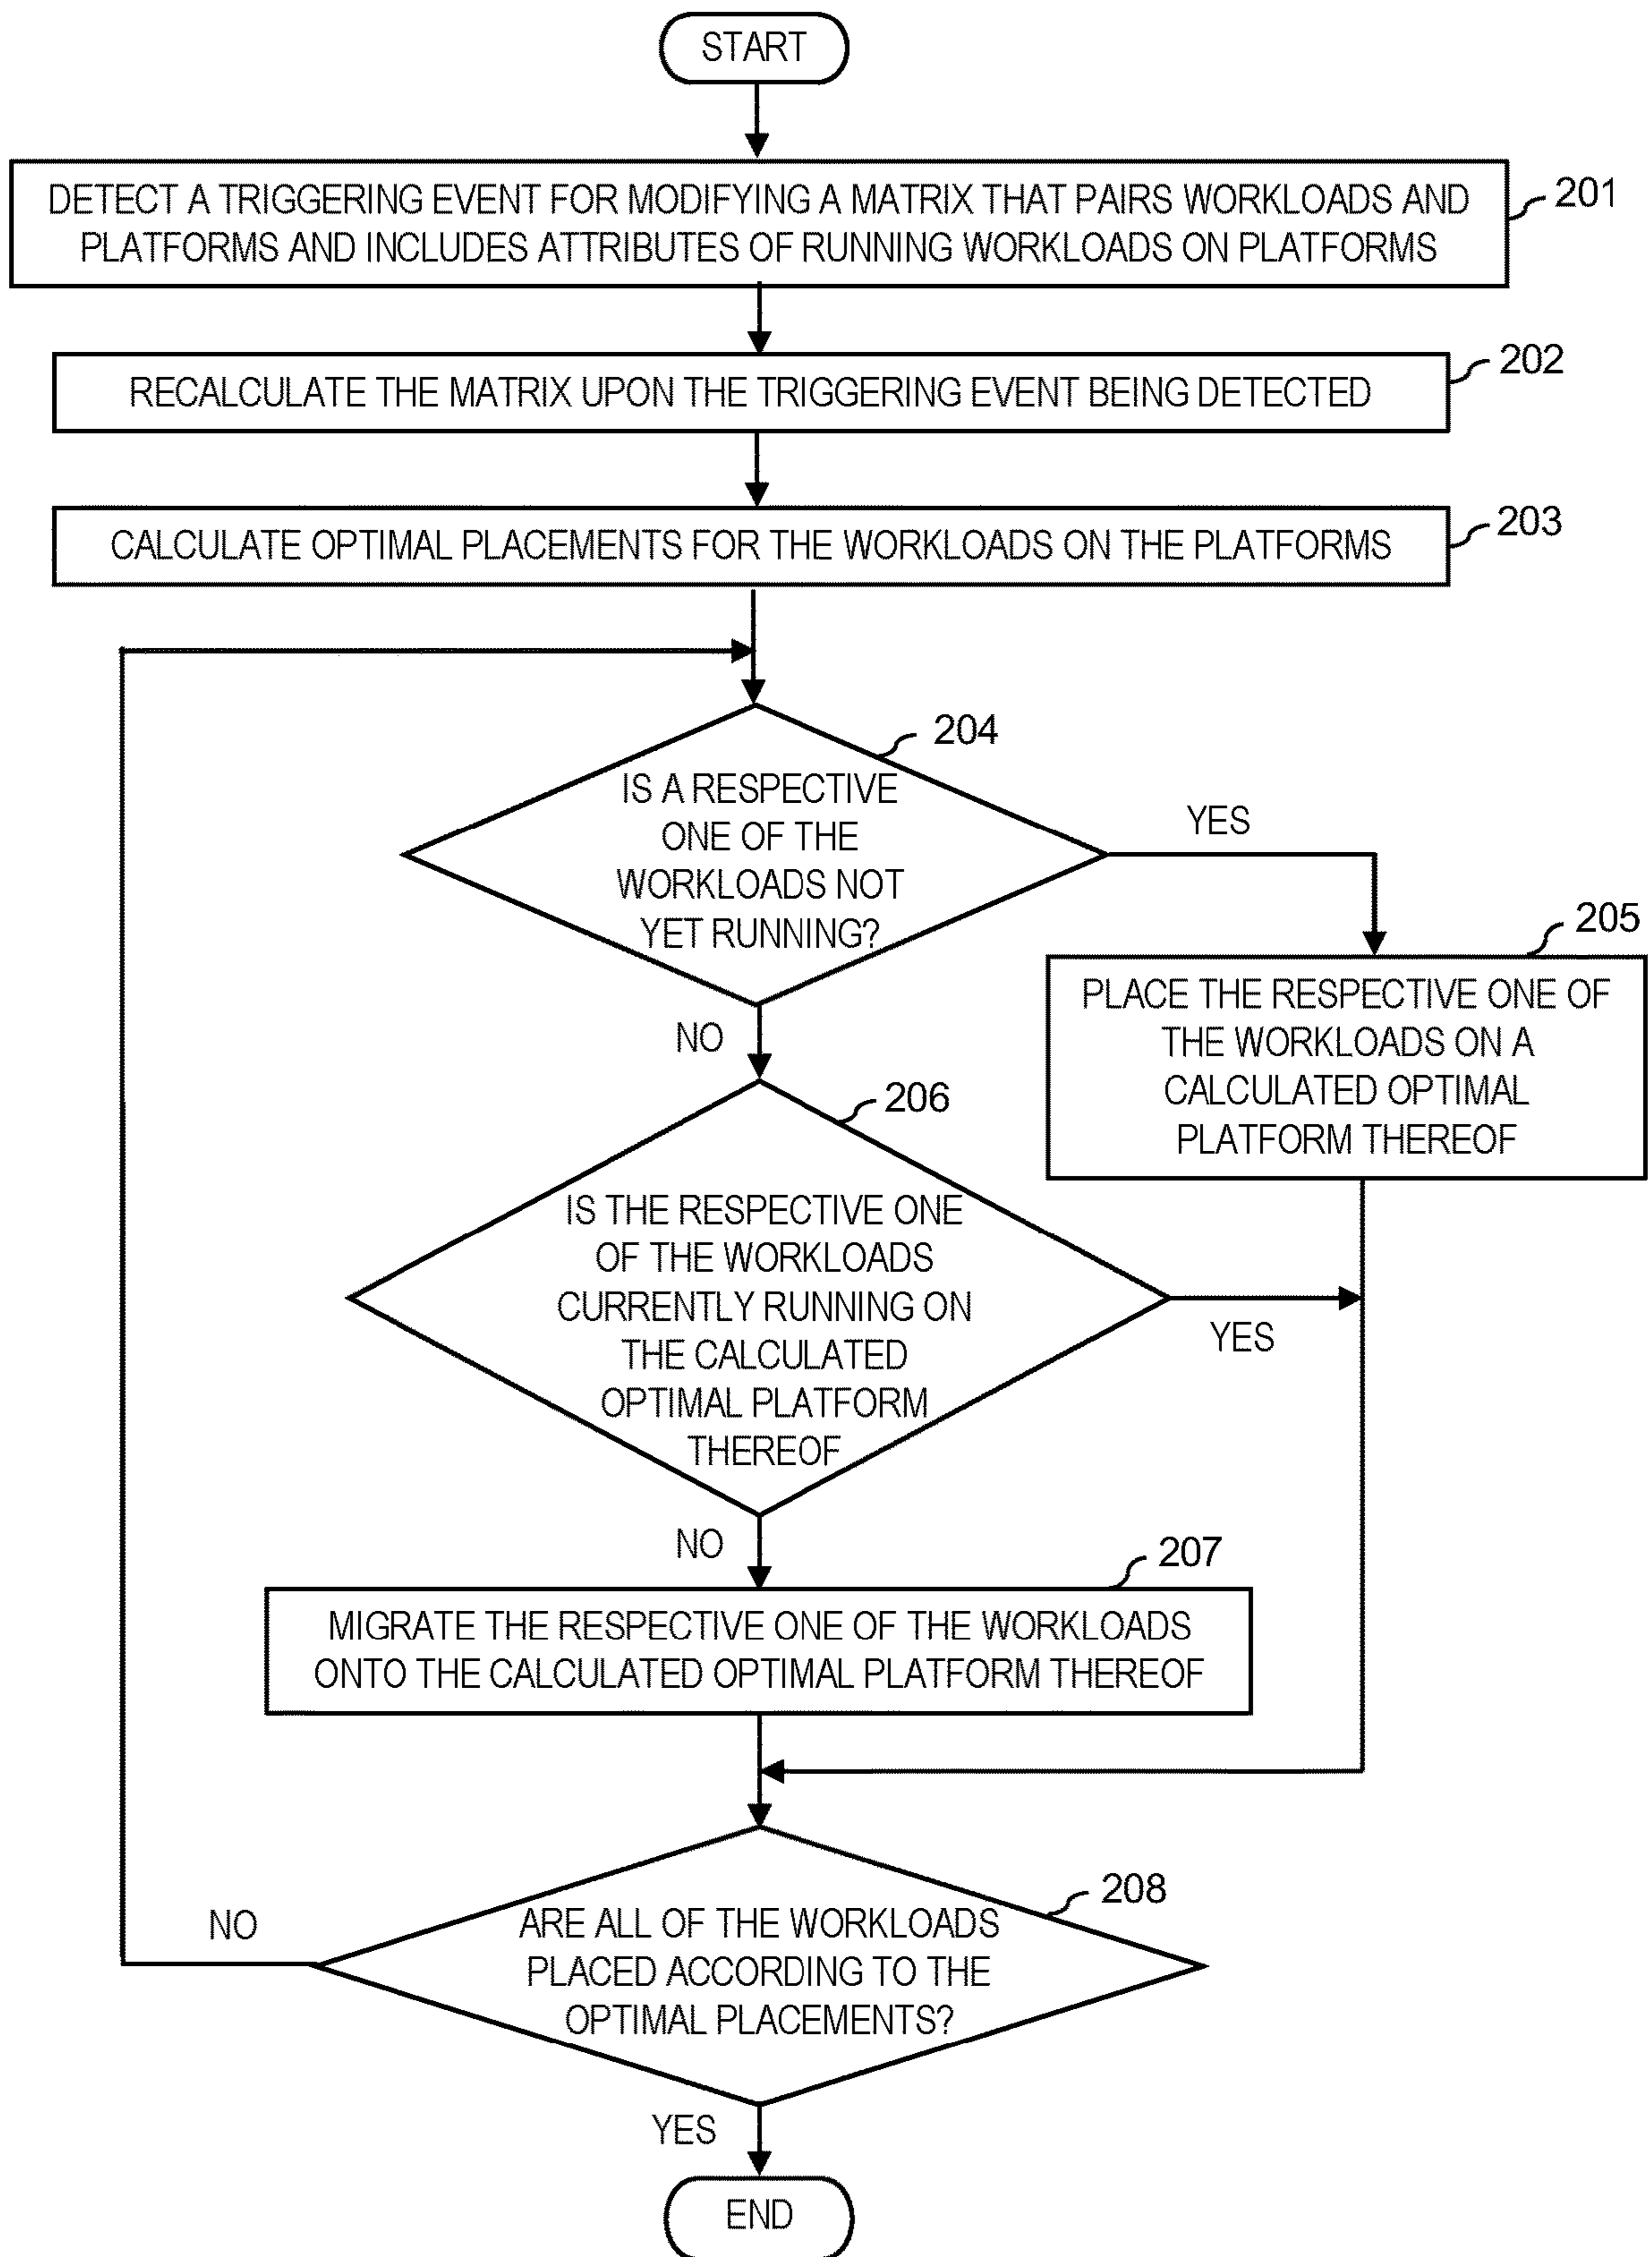 START
DETECT A TRIGGERING EVENT FOR MODIFYING A MATRIX THAT PAIRS WORKLOADS AND
PLATFORMS AND INCLUDES ATTRIBUTES OF RUNNING WORKLOADS ON PLATFORMS
201
RECALCULATE THE MATRIX UPON THE TRIGGERING EVENT BEING DETECTED
202
CALCULATE OPTIMAL PLACEMENTS FOR THE WORKLOADS ON THE PLATFORMS
203
204
IS A RESPECTIVE
ONE OF THE
WORKLOADS NOT
YET RUNNING?
YES
205
PLACE THE RESPECTIVE ONE OF
THE WORKLOADS ON A
CALCULATED OPTIMAL
PLATFORM THEREOF
NO
206
IS THE RESPECTIVE ONE
OF THE WORKLOADS
CURRENTLY RUNNING ON
THE CALCULATED
OPTIMAL PLATFORM
THEREOF
YES
NO
207
MIGRATE THE RESPECTIVE ONE OF THE WORKLOADS
ONTO THE CALCULATED OPTIMAL PLATFORM THEREOF
208
ARE ALL OF THE WORKLOADS
PLACED ACCORDING TO THE
OPTIMAL PLACEMENTS?
NO
YES
END